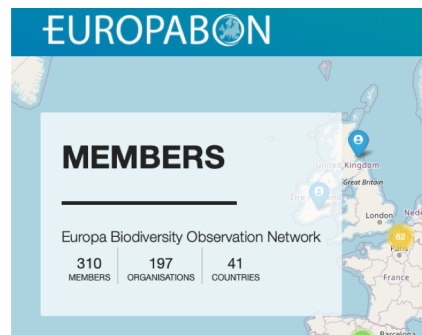 EUROPABON
MEMBERS
United Kingdom
Great Britain
London
Paris
France
Barcelona
62
Europa Biodiversity Observation Network
310 197 41
MEMBERS ORGANISATIONS COUNTRIES